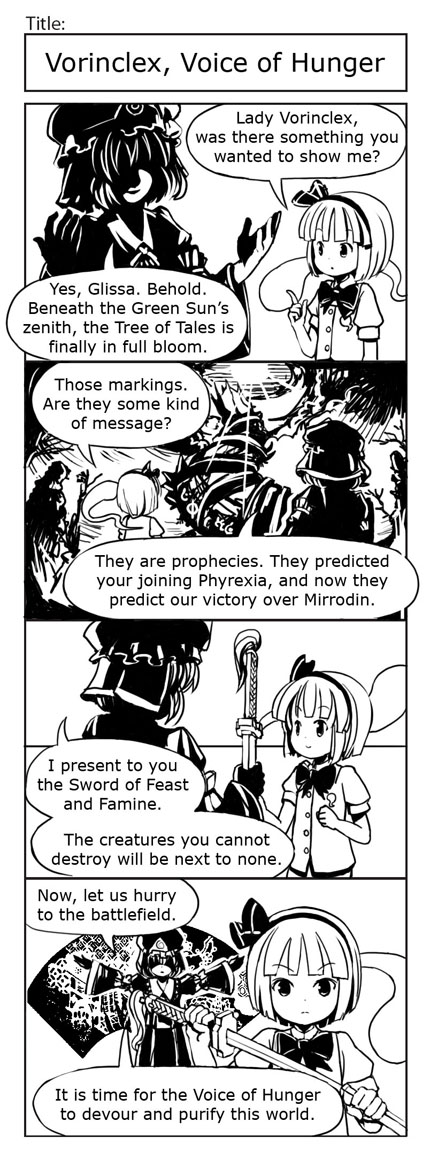 Title:
Vorinclex, Voice of Hunger
Lady Vorinclex,
was there something you
wanted to show me?
Yes, Glissa. Behold.
Beneath the Green Sun's
zenith, the Tree of Tales is
finally in full bloom.
Those markings.
Are they some kind
of message?
They are prophecies. They predicted
your joining Phyrexia, and now they
predict our victory over Mirrodin.
I present to you
the Sword of Feast
and Famine.
The creatures you cannot
destroy will be next to none.
Now, let us hurry
to the battlefield.
It is time for the Voice of Hunger
to devour and purify this world.